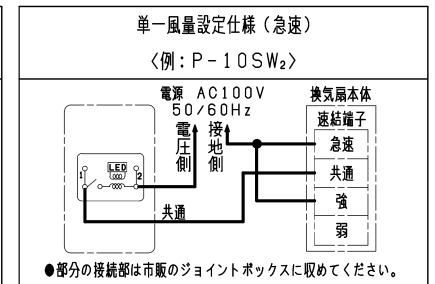 単一風量設定仕様（急速）
〈例：P-10SW₂〉
電源 AC100V
50/60Hz
電圧側
接地側
換気扇本体
速結端子
急速
共通
強
弱
LED
1
2
共通
●部分の接続部は市販のジョイントボックスに収めてください。